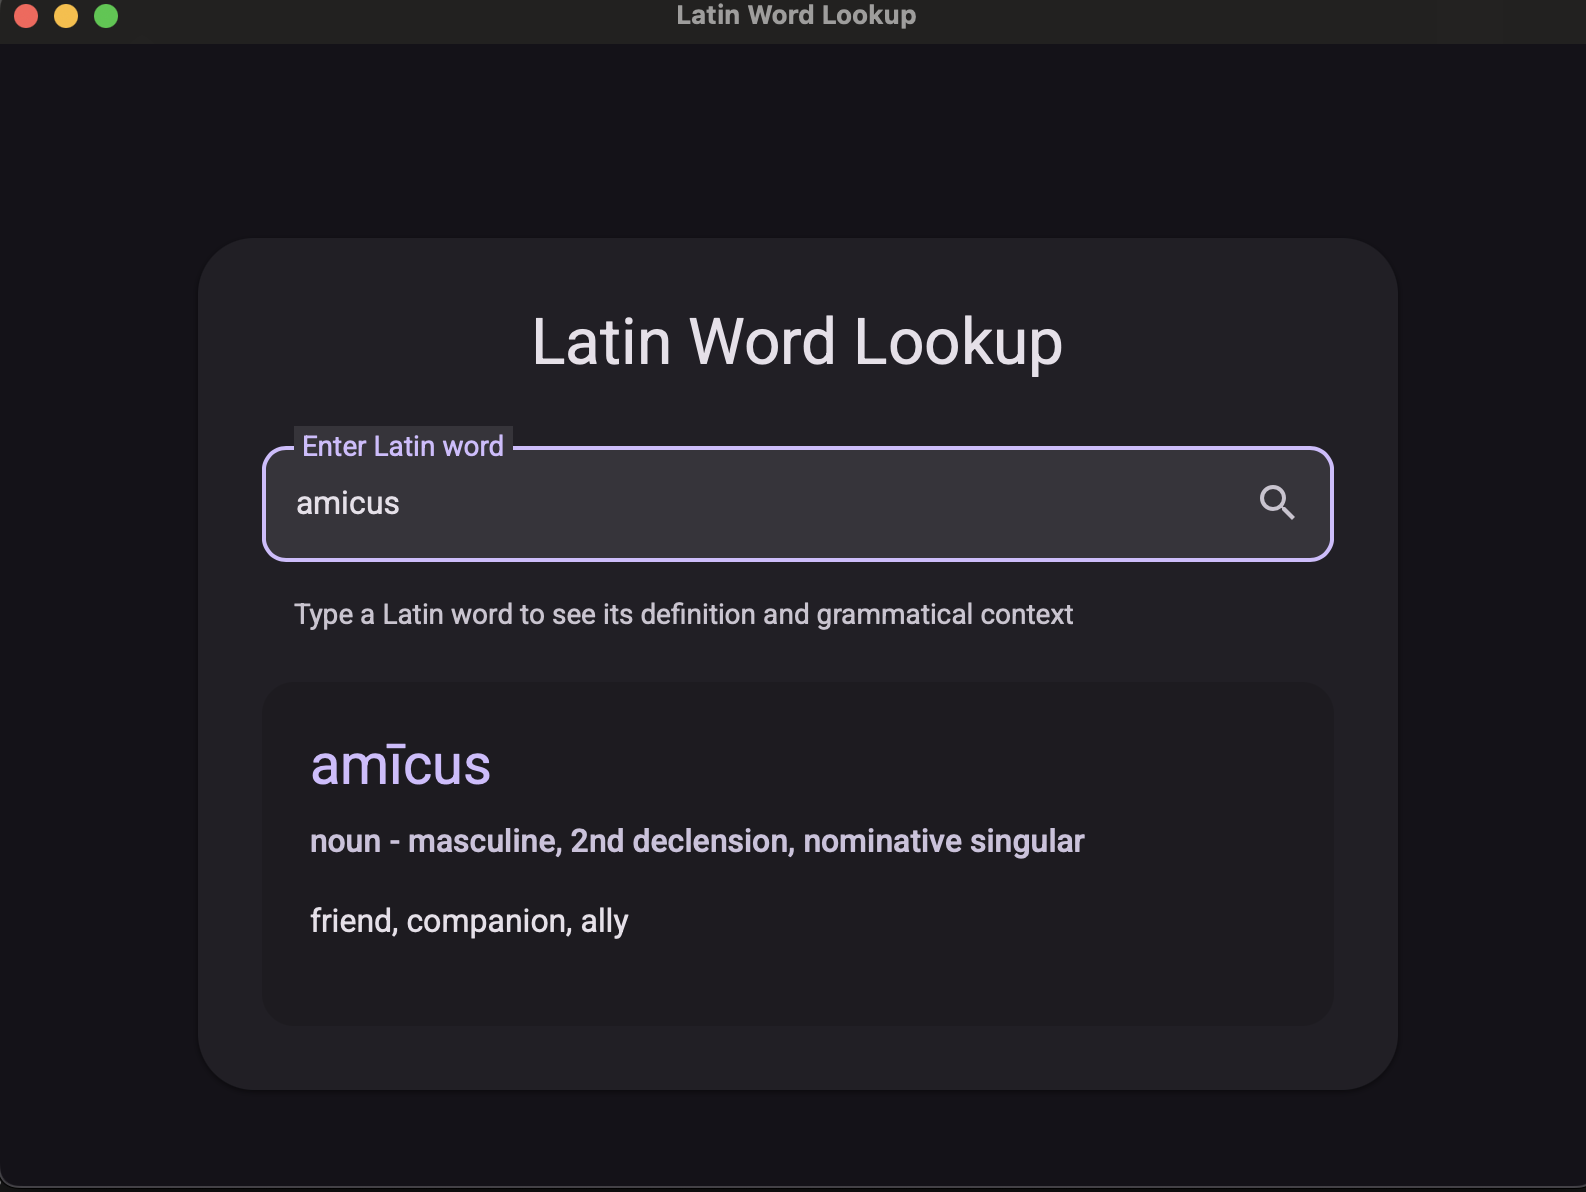 Latin Word Lookup
Latin Word Lookup
Enter Latin word
amicus
Type a Latin word to see its definition and grammatical context
amīcus
noun - masculine, 2nd declension, nominative singular
friend, companion, ally